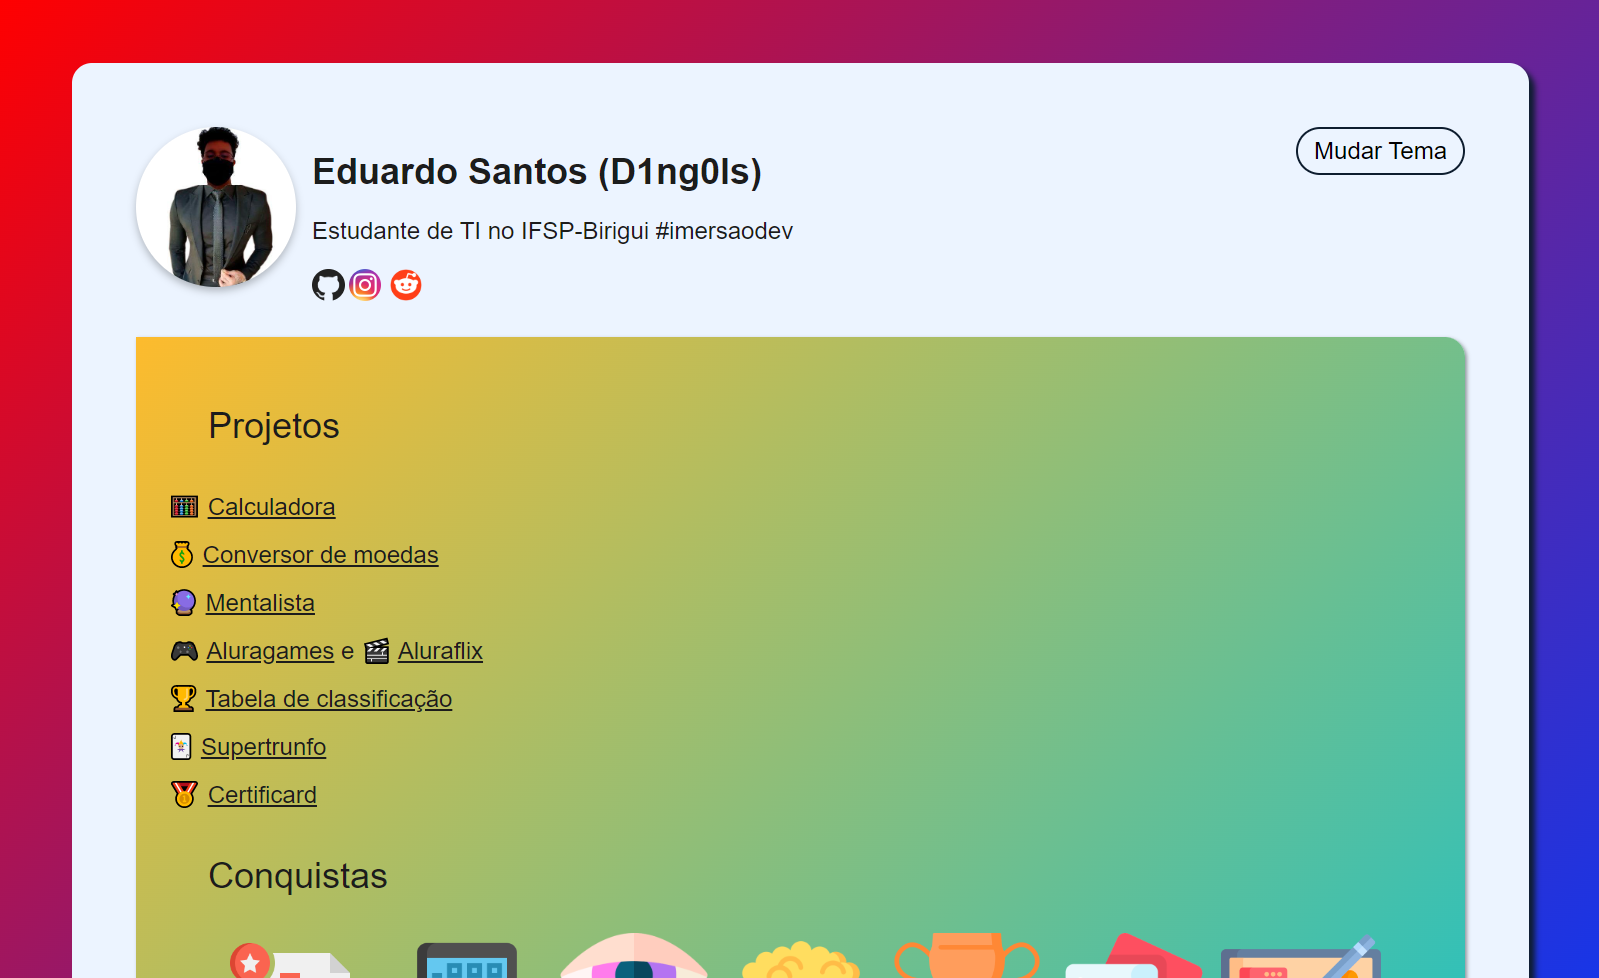 Eduardo Santos (D1ng0ls)
Mudar Tema
Estudante de TI no IFSP-Birigui #imersaodev
Projetos
Calculadora
Conversor de moedas
Mentalista
Aluragames e Aluraflix
Tabela de classificação
Supertrunfo
Certificard
Conquistas